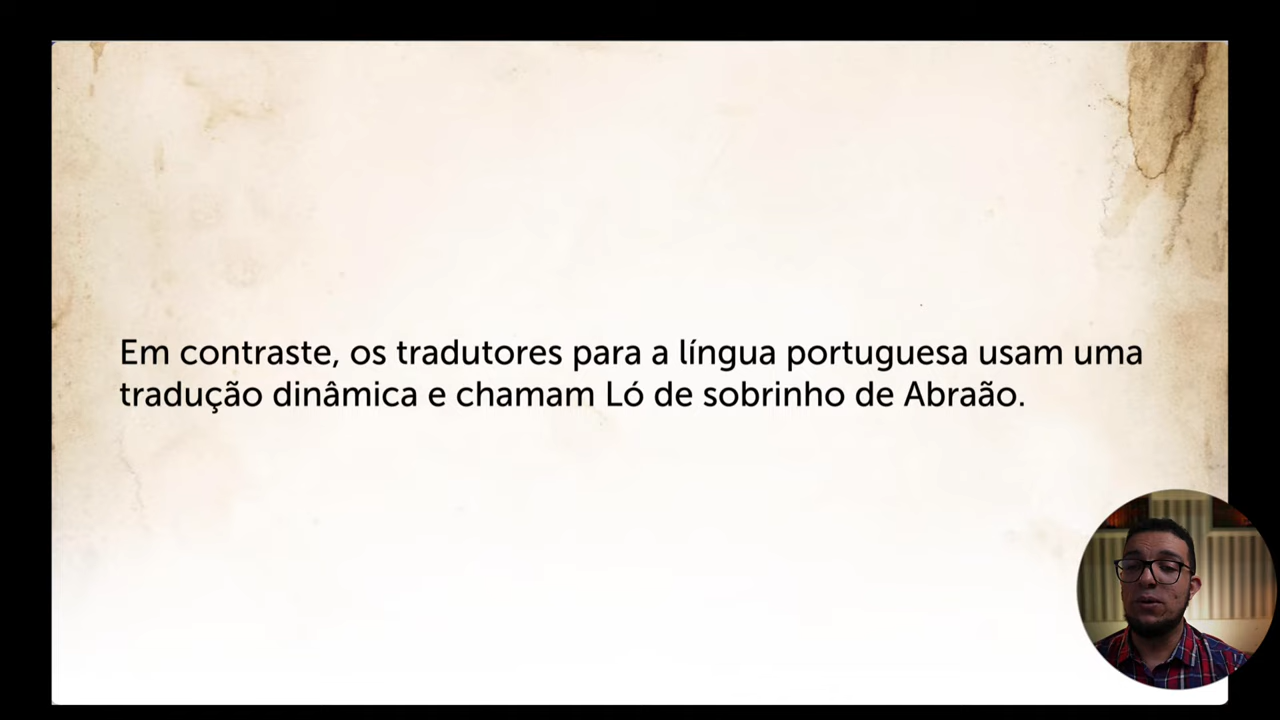 Em contraste, os tradutores para a língua portuguesa usam uma
tradução dinâmica e chamam Ló de sobrinho de Abraão.